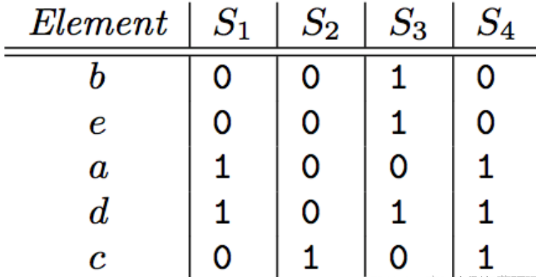 Element S₁ S₂ S₃ S₄
b 0 0 1 0
e 0 0 1 0
a 1 0 0 1
d 1 0 1 1
c 0 1 0 1